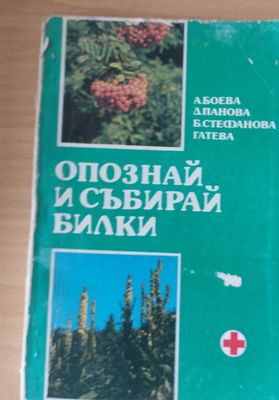 А.БОЕВА
Д.ПАНОВА
Б.СТЕФАНОВА
ГАТЕВА
ОПОЗНАЙ
И СЪБИРАЙ
БИЛКИ